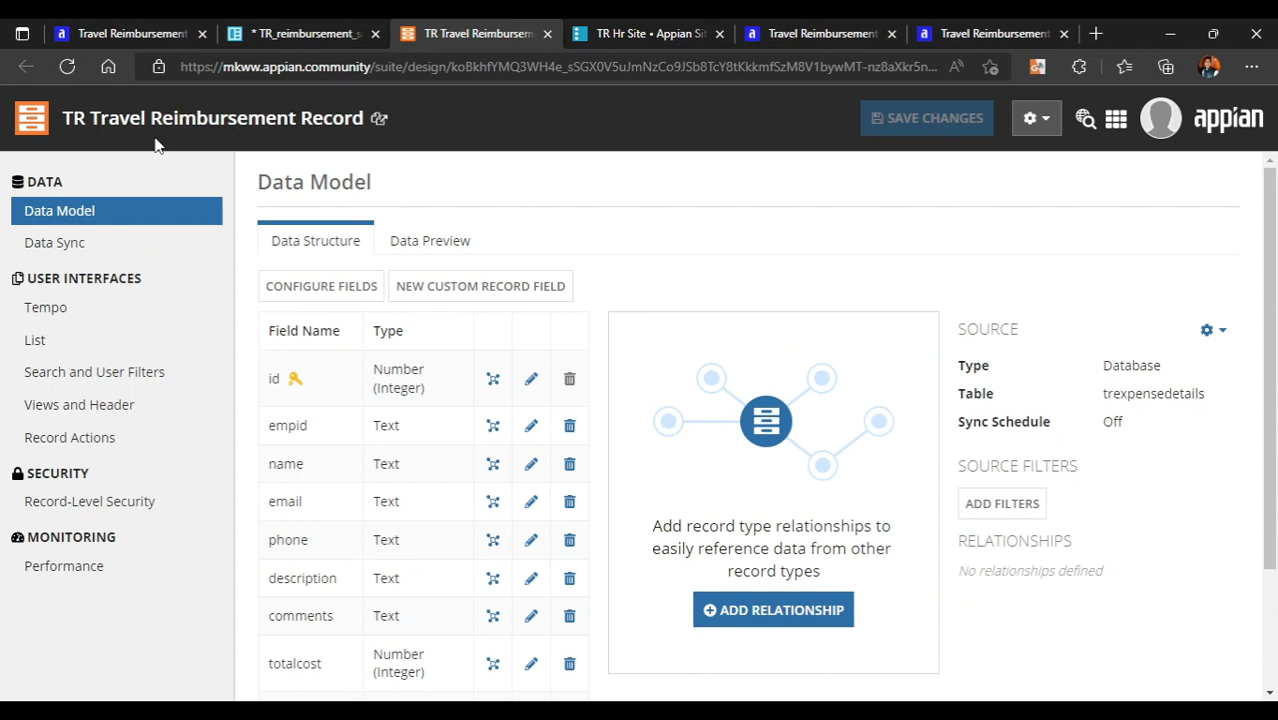 Travel Reimbursement
* TR_reimbursement_s
TR Travel Reimbursemen
TR Hr Site • Appian Sit
Travel Reimbursement
Travel Reimbursement
https://mkww.appian.community/suite/design/koBkhfYMQ3WH4e_sSGX0V5uJmNzCo9JSb8TcY8tKkkmfSzM8V1bywMT-nz8aXkr5n...
TR Travel Reimbursement Record
SAVE CHANGES
appian
DATA
Data Model
Data Sync
USER INTERFACES
Tempo
List
Search and User Filters
Views and Header
Record Actions
SECURITY
Record-Level Security
MONITORING
Performance
Data Model
Data Structure
Data Preview
CONFIGURE FIELDS
NEW CUSTOM RECORD FIELD
Field Name Type
id Number (Integer)
empid Text
name Text
email Text
phone Text
description Text
comments Text
totalcost Number (Integer)
Add record type relationships to
easily reference data from other
record types
ADD RELATIONSHIP
SOURCE
Type Database
Table trexpensedetails
Sync Schedule Off
SOURCE FILTERS
ADD FILTERS
RELATIONSHIPS
No relationships defined